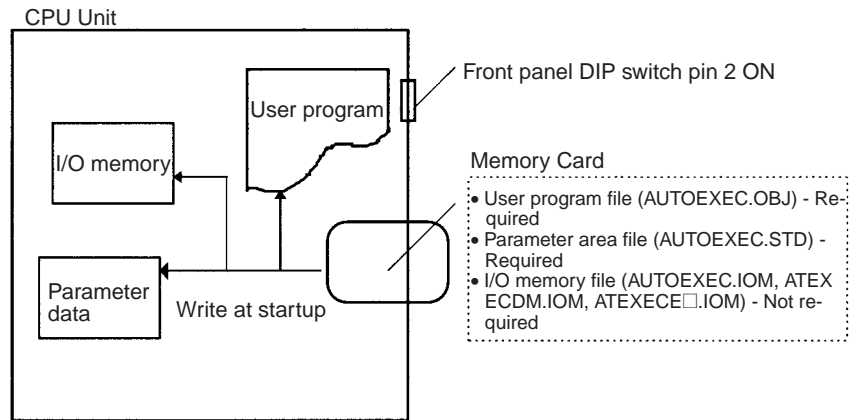 CPU Unit
Front panel DIP switch pin 2 ON
User program
I/O memory
Memory Card
• User program file (AUTOEXEC.OBJ) - Re-
quired
• Parameter area file (AUTOEXEC.STD) -
Required
• I/O memory file (AUTOEXEC.IOM, ATEX
ECDM.IOM, ATEXECE□.IOM) - Not re-
quired
Parameter
data
Write at startup